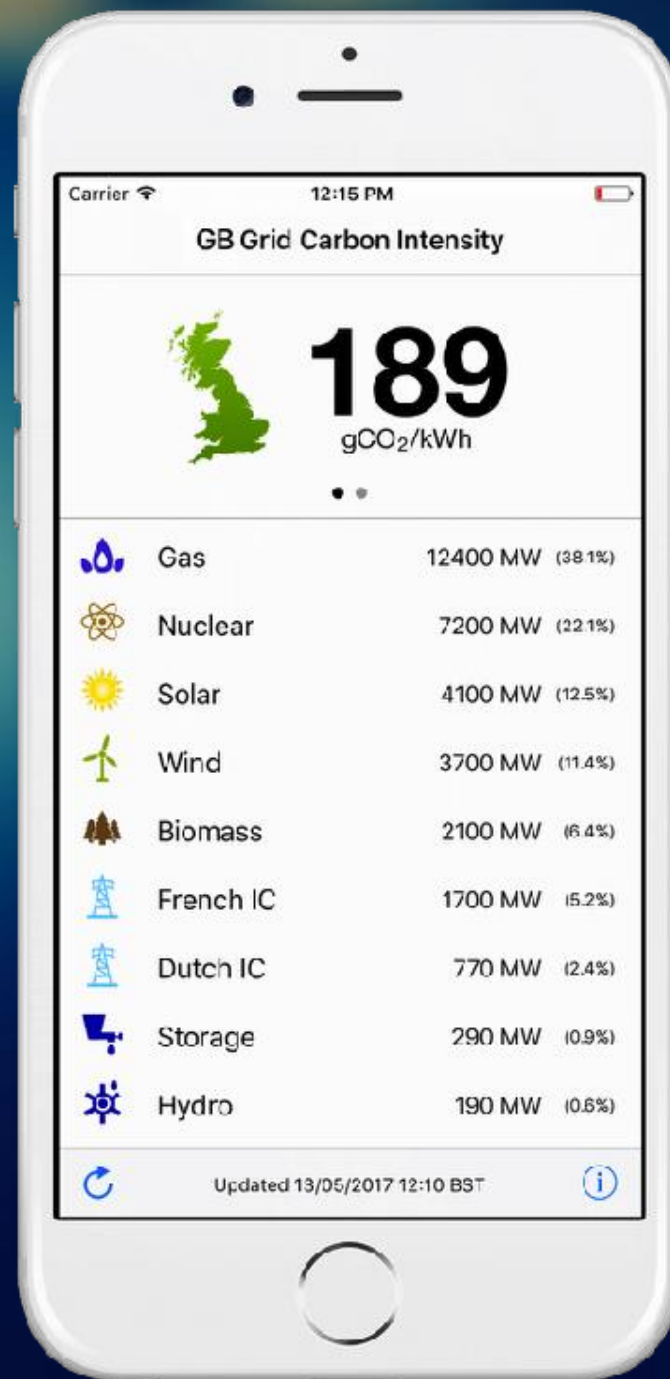 Carrier 12:15 PM
GB Grid Carbon Intensity
189
gCO₂/kWh
Gas 12400 MW (38.1%)
Nuclear 7200 MW (22.1%)
Solar 4100 MW (12.5%)
Wind 3700 MW (11.4%)
Biomass 2100 MW (6.4%)
French IC 1700 MW (5.2%)
Dutch IC 770 MW (2.4%)
Storage 290 MW (0.9%)
Hydro 190 MW (0.6%)
Updated 13/05/2017 12:10 BST